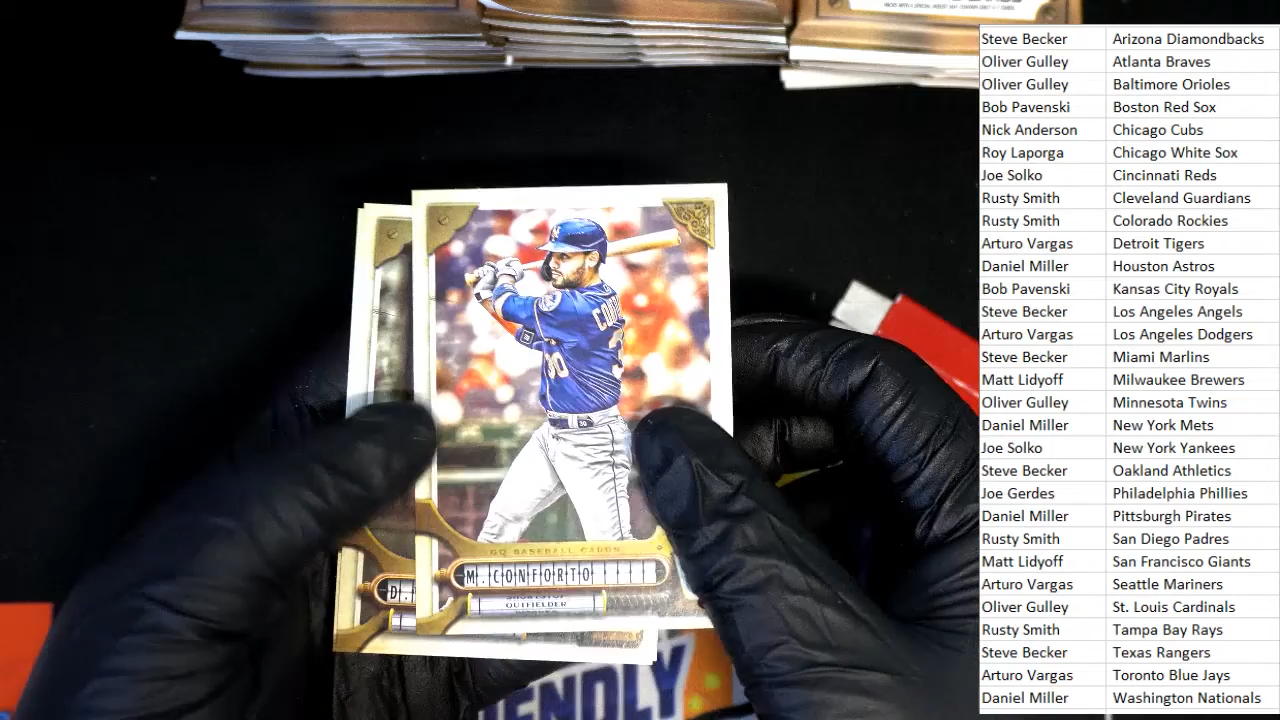 Steve Becker Arizona Diamondbacks
Oliver Gulley Atlanta Braves
Oliver Gulley Baltimore Orioles
Bob Pavenski Boston Red Sox
Nick Anderson Chicago Cubs
Roy Laporga Chicago White Sox
Joe Solko Cincinnati Reds
Rusty Smith Cleveland Guardians
Rusty Smith Colorado Rockies
Arturo Vargas Detroit Tigers
Daniel Miller Houston Astros
Bob Pavenski Kansas City Royals
Steve Becker Los Angeles Angels
Arturo Vargas Los Angeles Dodgers
Steve Becker Miami Marlins
Matt Lidyoff Milwaukee Brewers
Oliver Gulley Minnesota Twins
Daniel Miller New York Mets
Joe Solko New York Yankees
Steve Becker Oakland Athletics
Joe Gerdes Philadelphia Phillies
Daniel Miller Pittsburgh Pirates
Rusty Smith San Diego Padres
Matt Lidyoff San Francisco Giants
Arturo Vargas Seattle Mariners
Oliver Gulley St. Louis Cardinals
Rusty Smith Tampa Bay Rays
Steve Becker Texas Rangers
Arturo Vargas Toronto Blue Jays
Daniel Miller Washington Nationals
30
GQ BASEBALL CARDS
M. CONFORTO
OUTFIELDER
D.
ENDLY